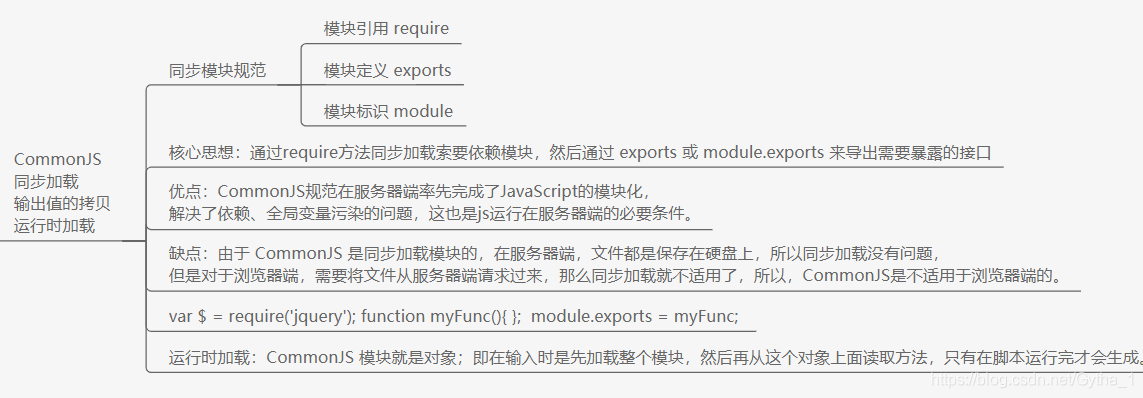 模块引用 require
同步模块规范
模块定义 exports
模块标识 module
CommonJS
同步加载
输出值的拷贝
运行时加载
核心思想：通过require方法同步加载索要依赖模块，然后通过 exports 或 module.exports 来导出需要暴露的接口
优点：CommonJS规范在服务器端率先完成了JavaScript的模块化，
解决了依赖、全局变量污染的问题，这也是js运行在服务器端的必要条件。
缺点：由于 CommonJS 是同步加载模块的，在服务器端，文件都是保存在硬盘上，所以同步加载没有问题，
但是对于浏览器端，需要将文件从服务器端请求过来，那么同步加载就不适用了，所以，CommonJS是不适用于浏览器端的。
var $ = require('jquery'); function myFunc(){ };  module.exports = myFunc;
运行时加载：CommonJS 模块就是对象；即在输入时是先加载整个模块，然后再从这个对象上面读取方法，只有在脚本运行完才会生成。
https://blog.csdn.net/Gytha_1